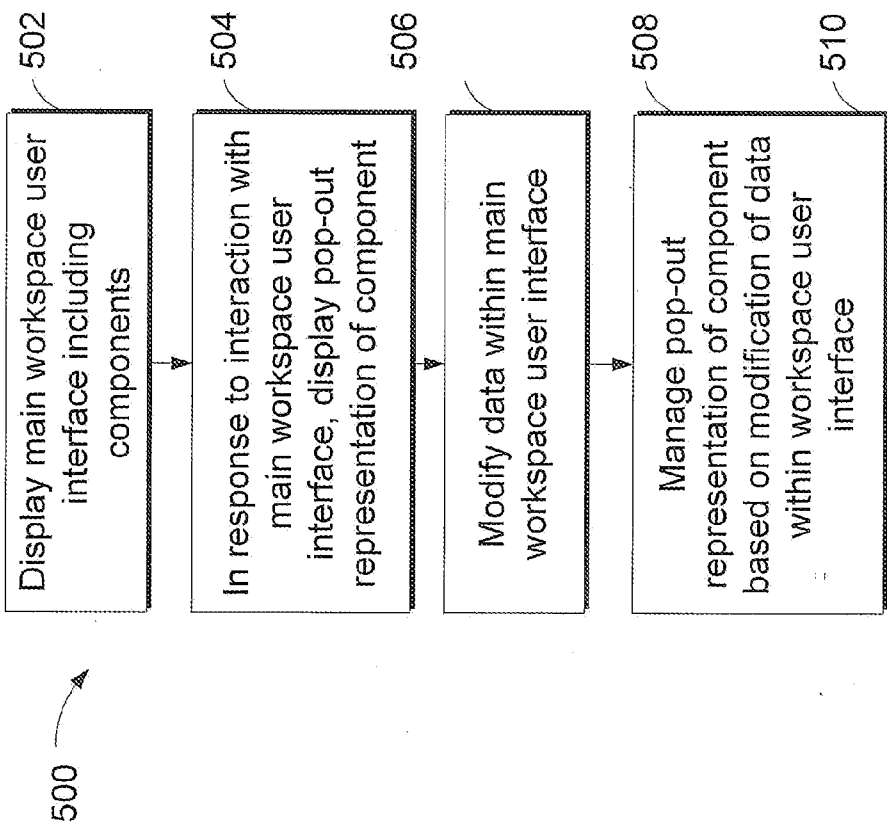 500
502
Display main workspace user
interface including
components
504
In response to interaction with
main workspace user
interface, display pop-out
representation of component
506
Modify data within main
workspace user interface
508
Manage pop-out
representation of component
based on modification of data
within workspace user
interface
510